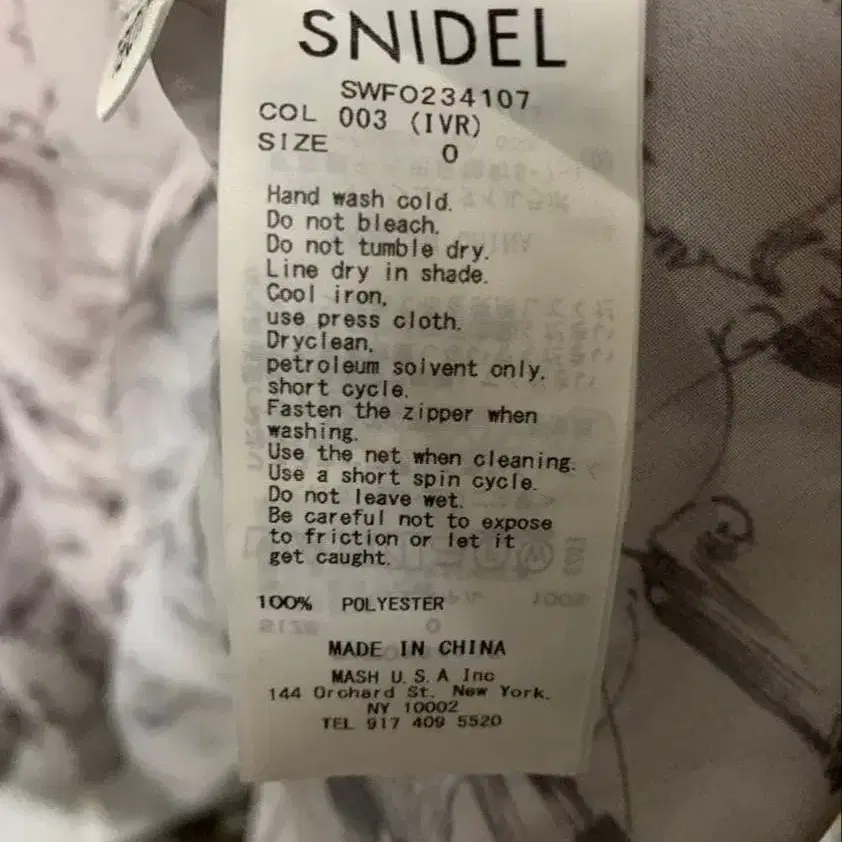 SNIDEL
SWFO234107
COL 003 (IVR)
SIZE 0
Hand wash cold.
Do not bleach.
Do not tumble dry.
Line dry in shade.
Cool iron,
use press cloth.
Dryclean,
petroleum solvent only,
short cycle.
Fasten the zipper when
washing.
Use the net when cleaning.
Use a short spin cycle.
Do not leave wet.
Be careful not to expose
to friction or let it
get caught.
100% POLYESTER
MADE IN CHINA
MASH U.S.A Inc
144 Orchard St, New York,
NY 10002
TEL 917 409 5520